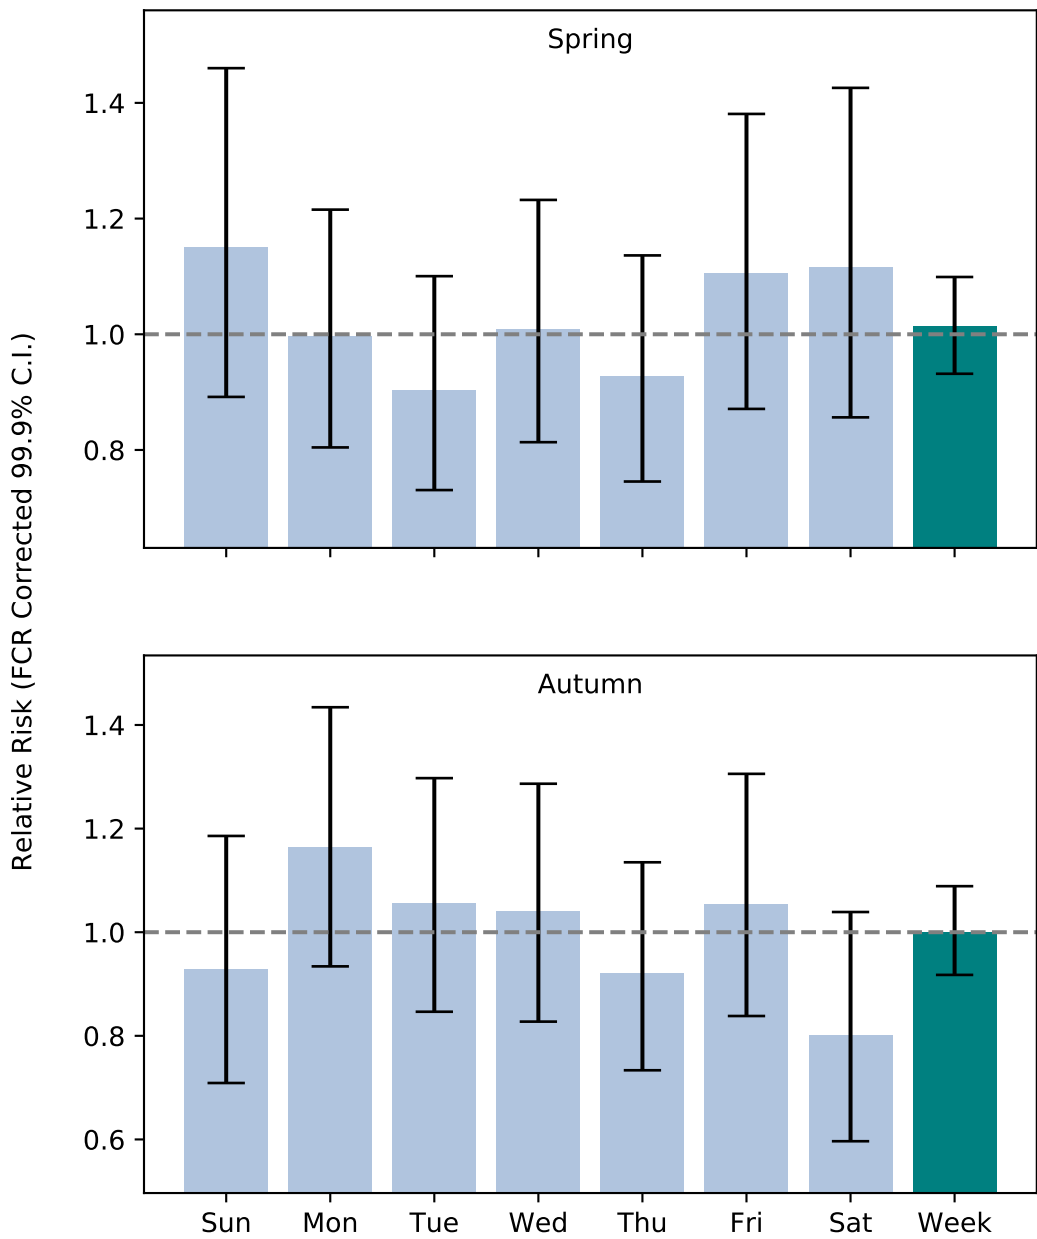 Relative Risk (FCR Corrected 99.9% C.I.)
Spring
1.4
1.2
1.0
0.8
Autumn
1.4
1.2
1.0
0.8
0.6
Sun Mon Tue Wed Thu Fri Sat Week